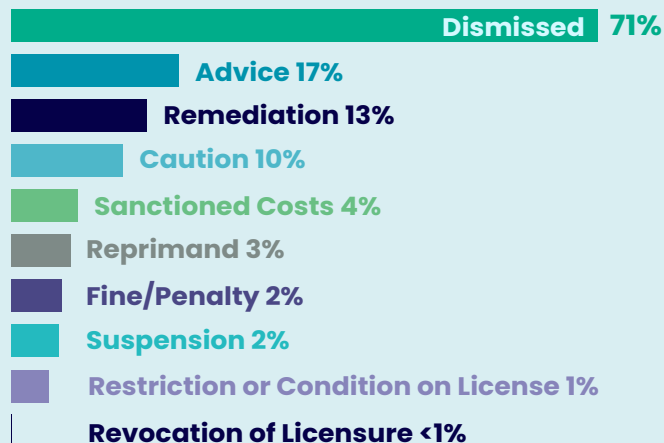 Dismissed 71%
Advice 17%
Remediation 13%
Caution 10%
Sanctioned Costs 4%
Reprimand 3%
Fine/Penalty 2%
Suspension 2%
Restriction or Condition on License 1%
Revocation of Licensure <1%